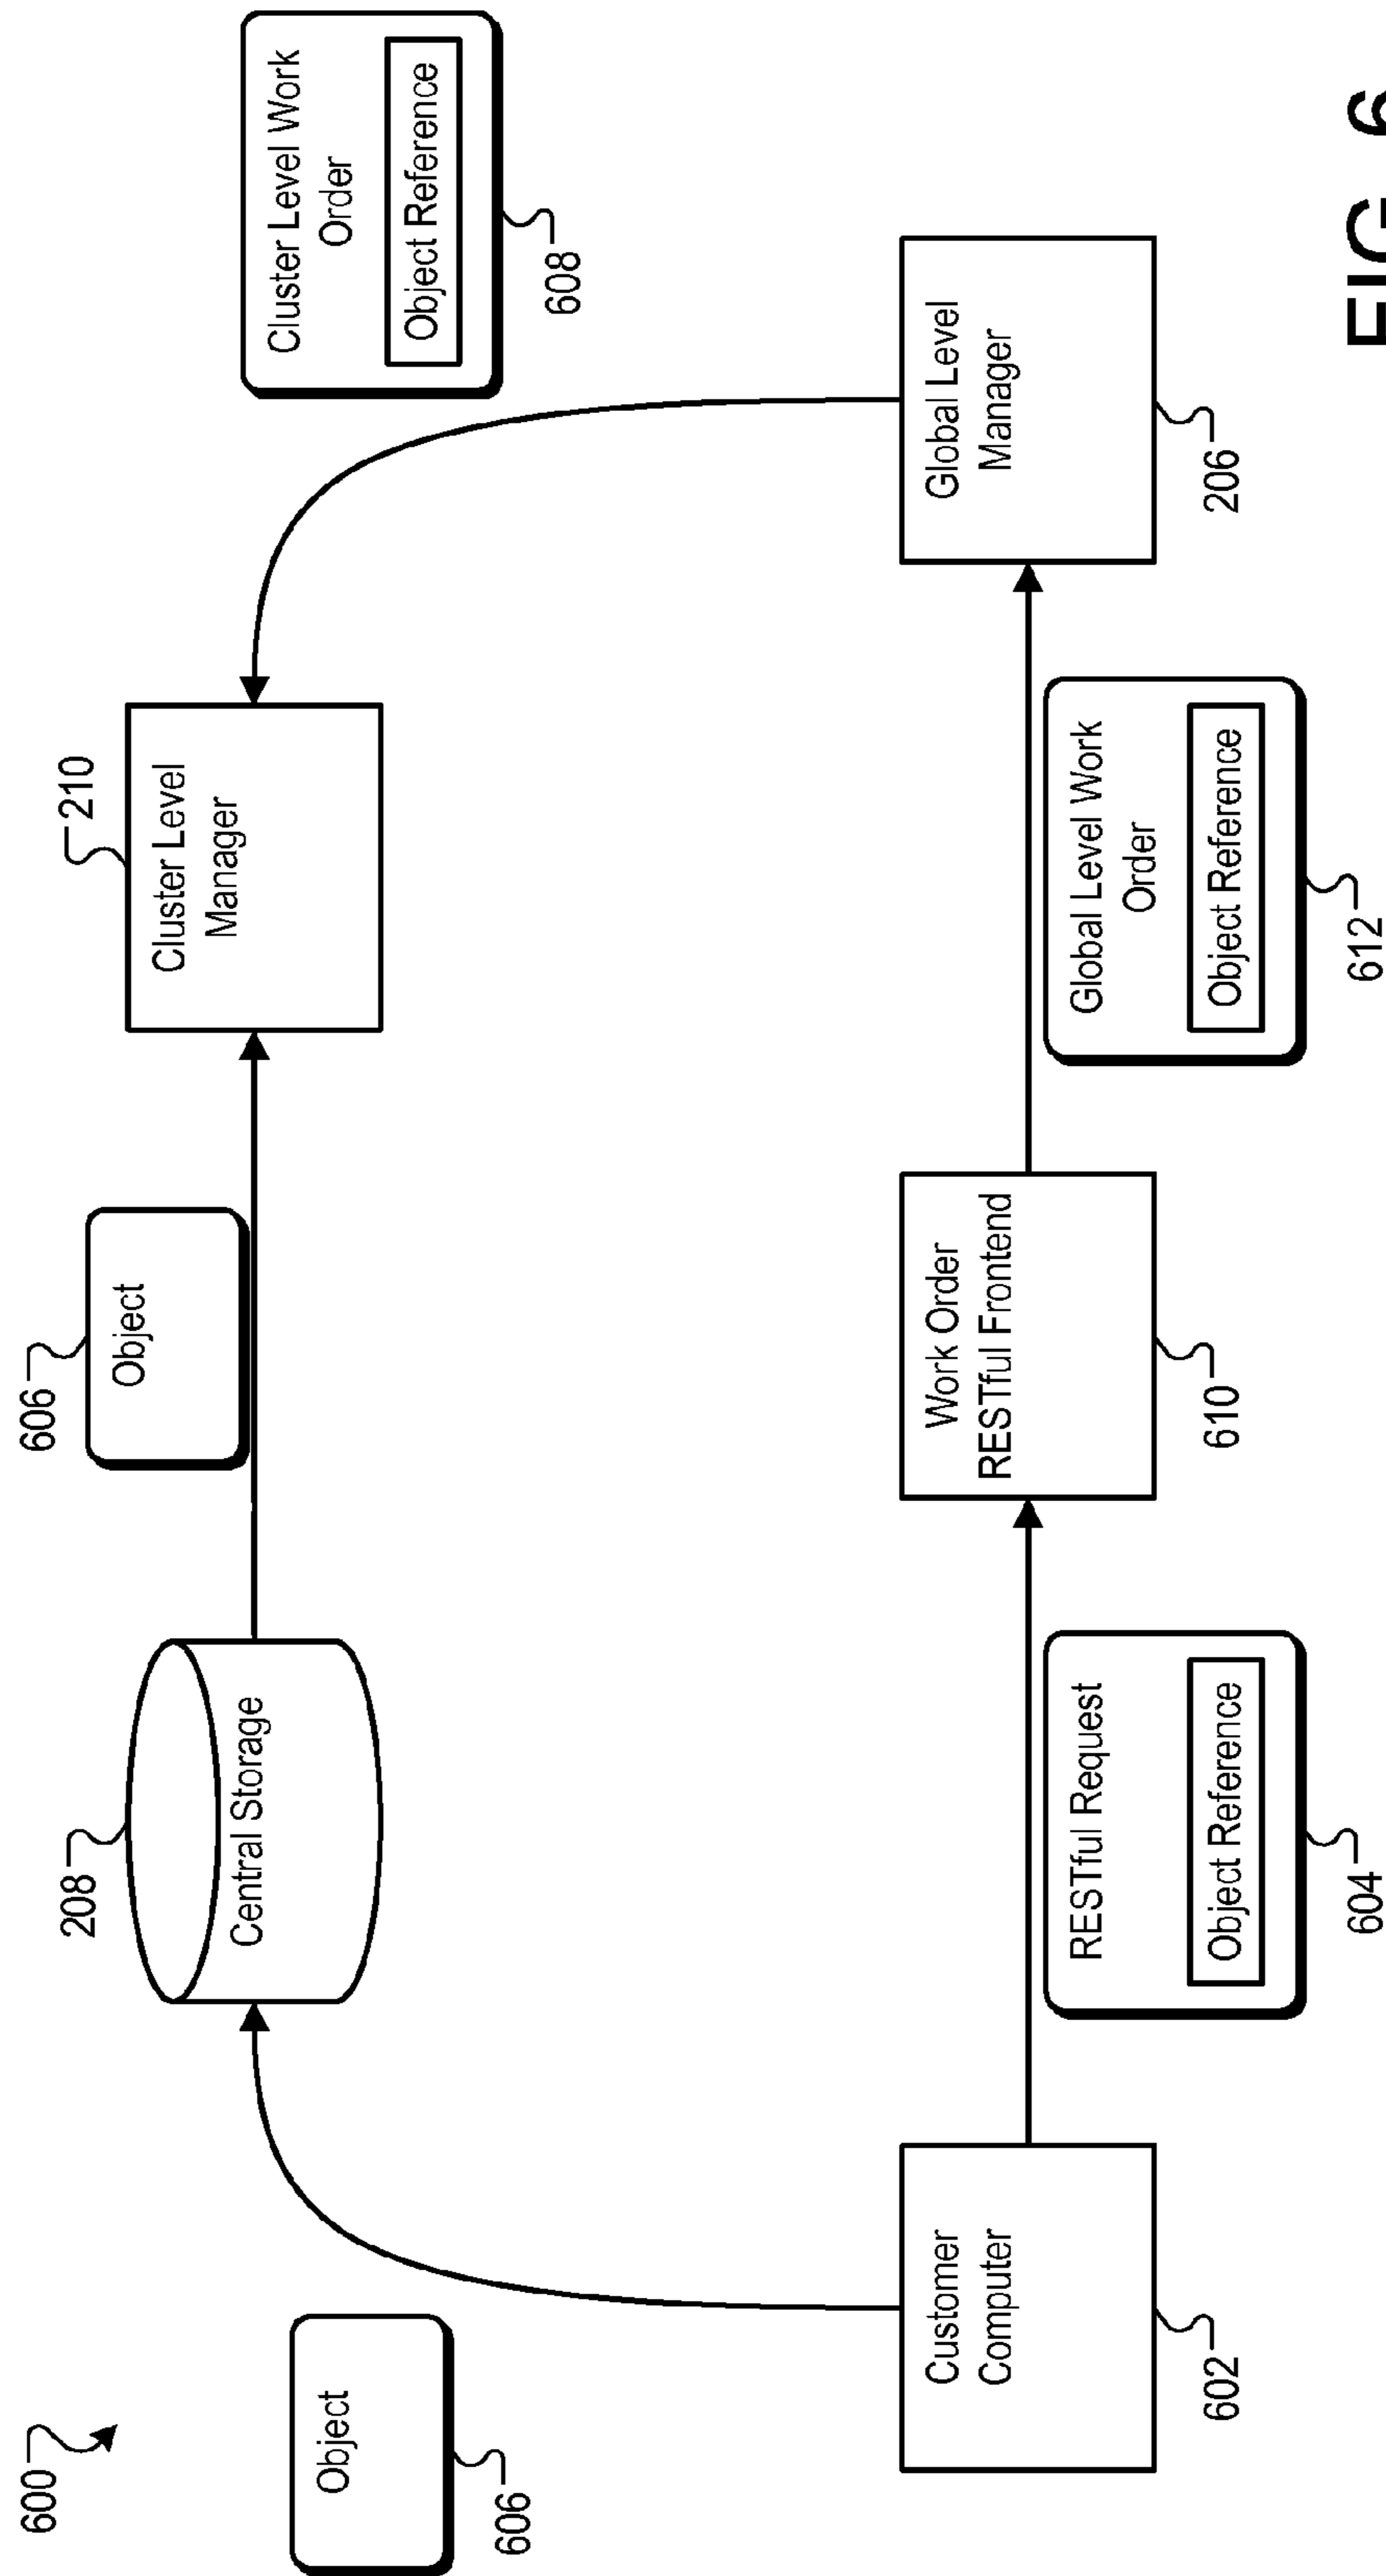 600
Object
606
208
Central Storage
606
Object
210
Cluster Level
Manager
Cluster Level Work
Order
Object Reference
608
Customer
Computer
602
RESTful Request
Object Reference
604
Work Order
RESTful Frontend
610
Global Level Work
Order
Object Reference
612
Global Level
Manager
206
FIG. 6